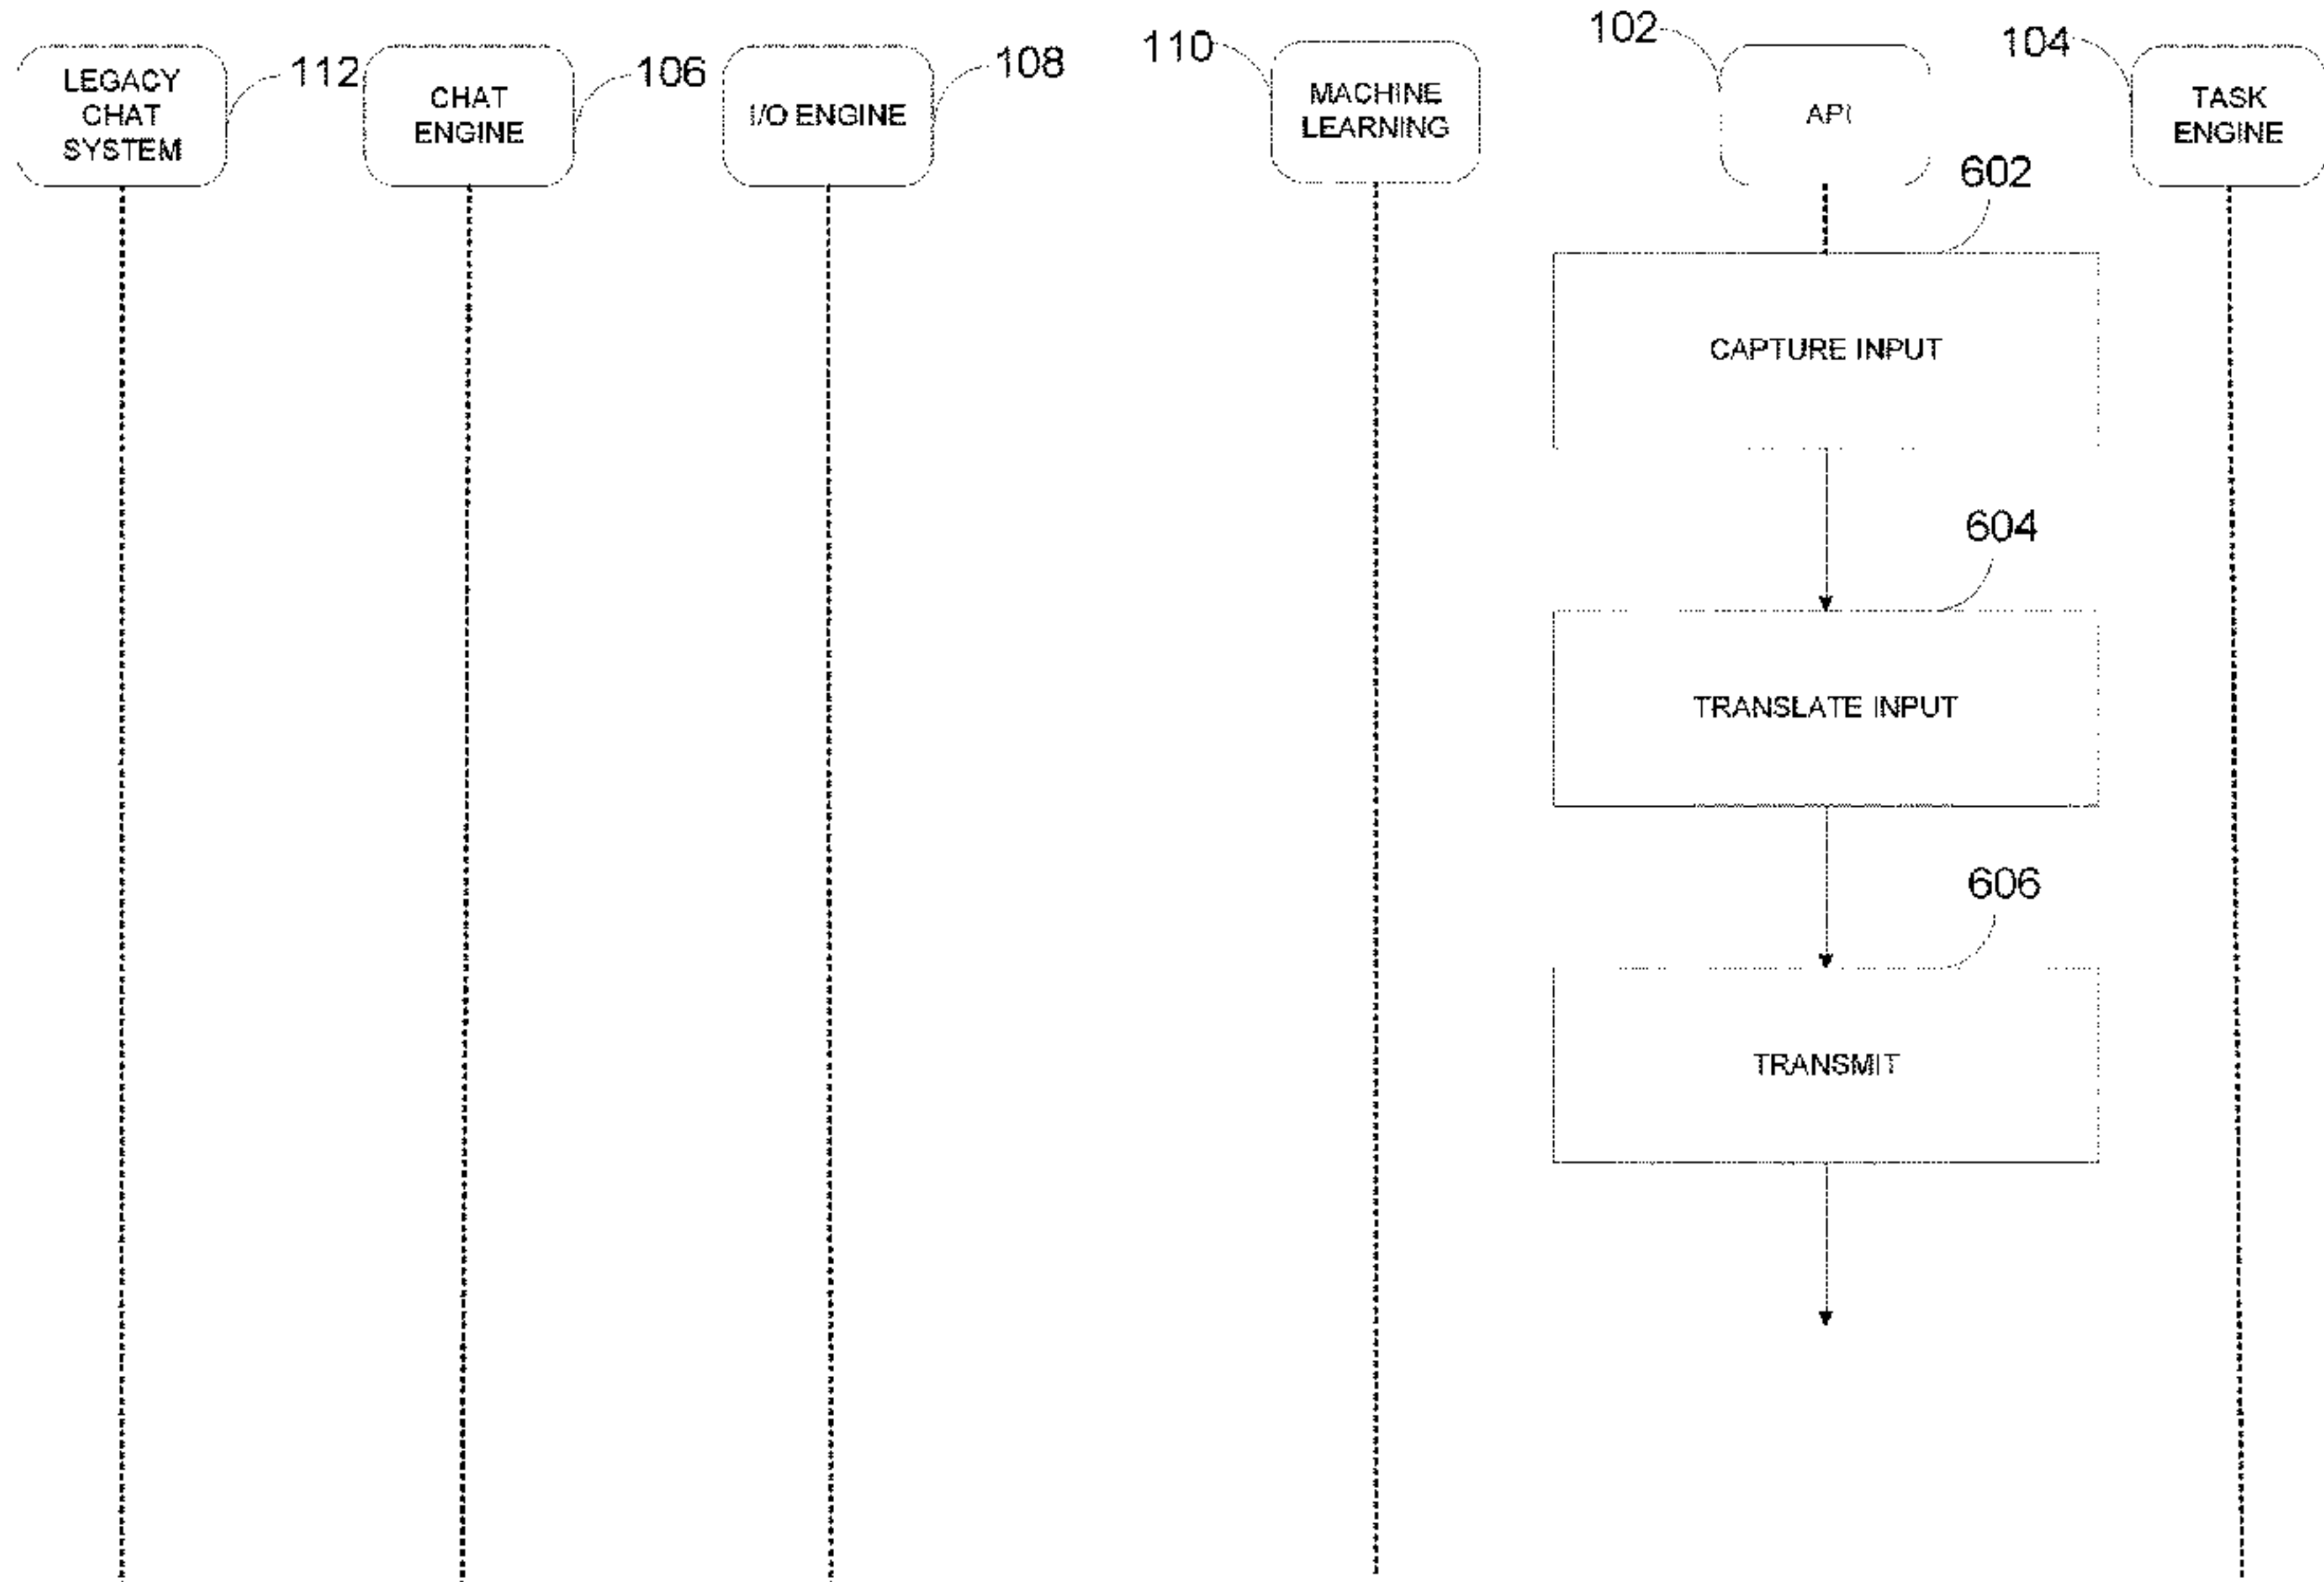 LEGACY
CHAT
SYSTEM
112
CHAT
ENGINE
106
I/O ENGINE
108
110
MACHINE
LEARNING
102
API
104
TASK
ENGINE
602
CAPTURE INPUT
604
TRANSLATE INPUT
606
TRANSMIT